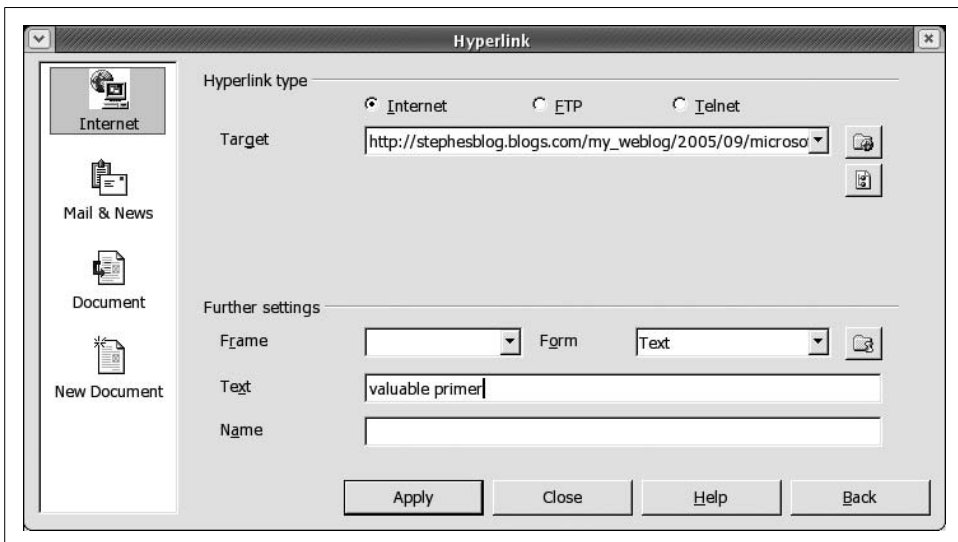 Hyperlink
Internet
Mail & News
Document
New Document
Hyperlink type
Internet FTP Telnet
Target http://stephesblog.blogs.com/my_weblog/2005/09/microso
Further settings
Frame Form Text
Text valuable primer
Name
Apply Close Help Back